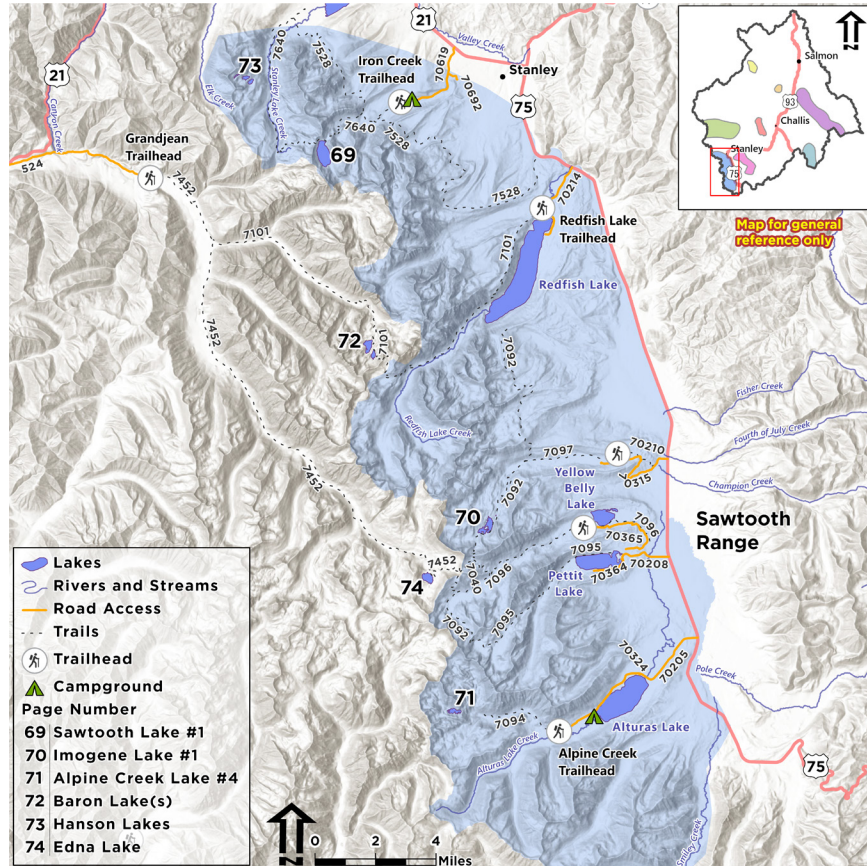 21
7640
7528
Valley Creek
N
Salmon
93
Challis
Stanley
75
Map for general
reference only
21
Canyon Creek
73
Elk Creek
Stanley Lake Creek
Iron Creek
Trailhead
70619
70692
Stanley
75
Grandjean
Trailhead
524
7452
7640
7528
69
7528
70214
Redfish Lake
Trailhead
7101
7101
Redfish Lake
7452
72
7101
7092
Redfish Lake Creek
Fisher Creek
Fourth of July Creek
Champion Creek
7097
70210
70315
Yellow
Belly
Lake
7452
7092
70
7096
70365
7095
70208
70364
Pettit
Lake
Sawtooth
Range
7452
74
7040
7096
7095
7092
70324
70205
Pole Creek
71
7094
Alturas Lake
Alturas Lake Creek
Alpine Creek
Trailhead
Smiley Creek
75
Lakes
Rivers and Streams
Road Access
Trails
Trailhead
Campground
Page Number
69 Sawtooth Lake #1
70 Imogene Lake #1
71 Alpine Creek Lake #4
72 Baron Lake(s)
73 Hanson Lakes
74 Edna Lake
N
0 2 4
Miles